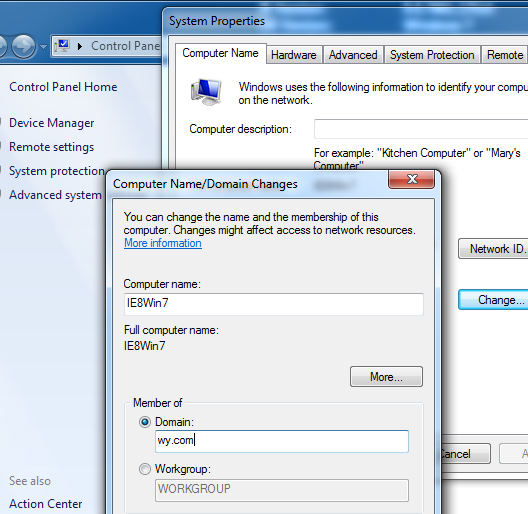 System Properties
Control Pane
Computer Name
Hardware
Advanced
System Protection
Remote
Control Panel Home
Windows uses the following information to identify your compu
on the network.
Device Manager
Computer description:
Remote settings
For example: "Kitchen Computer" or "Mary's
Computer"
System protection
Advanced system
Computer Name/Domain Changes
You can change the name and the membership of this
computer. Changes might affect access to network resources.
More information
Network ID.
Computer name:
IE8Win7
Change...
Full computer name:
IE8Win7
More...
Member of
Domain:
wy.com
Cancel
A
Workgroup:
WORKGROUP
See also
Action Center